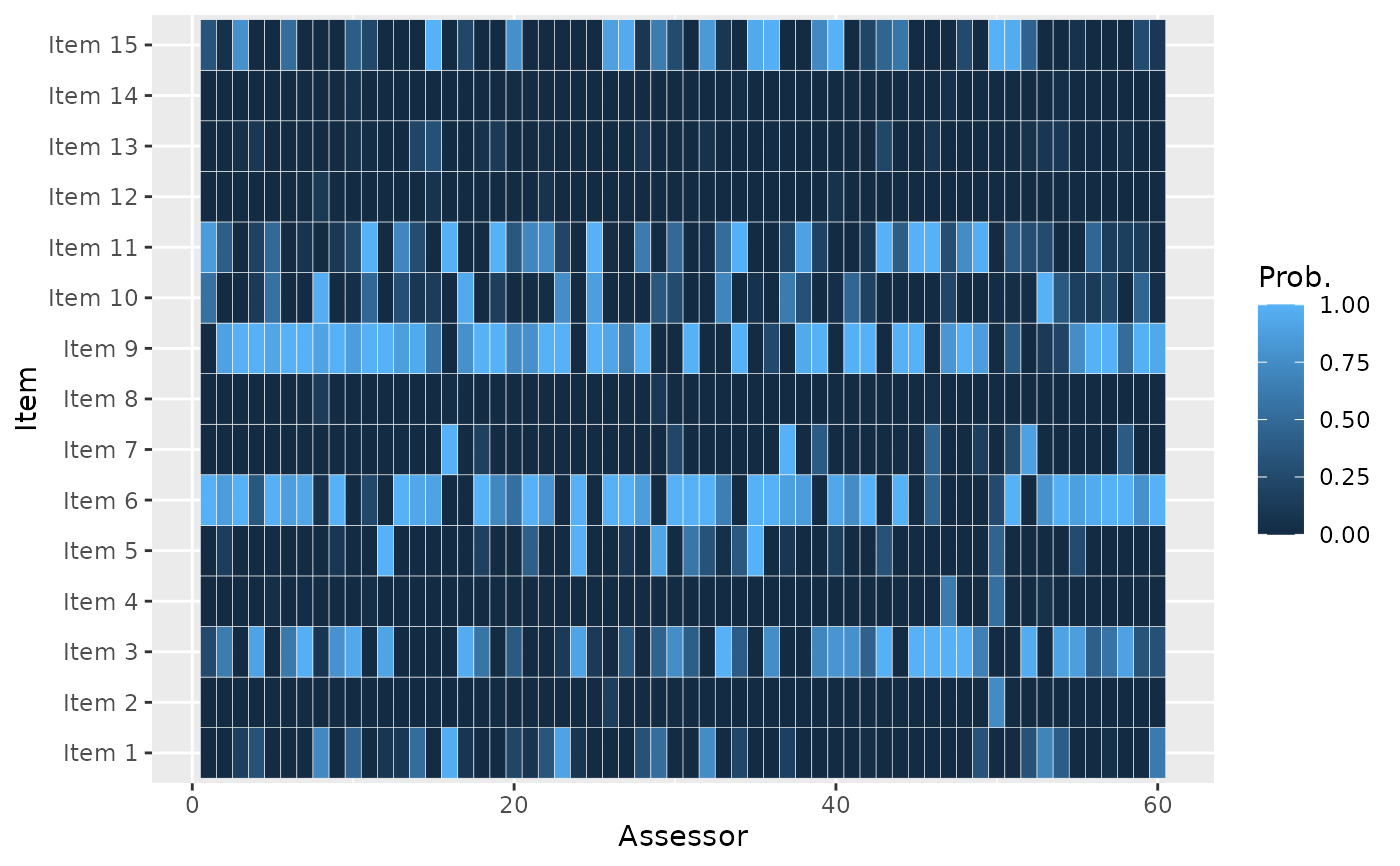 Item 15
Item 14
Item 13
Item 12
Item 11
Item 10
Item 9
Item 8
Item 7
Item 6
Item 5
Item 4
Item 3
Item 2
Item 1
Item
0
20
40
60
Assessor
Prob.
1.00
0.75
0.50
0.25
0.00